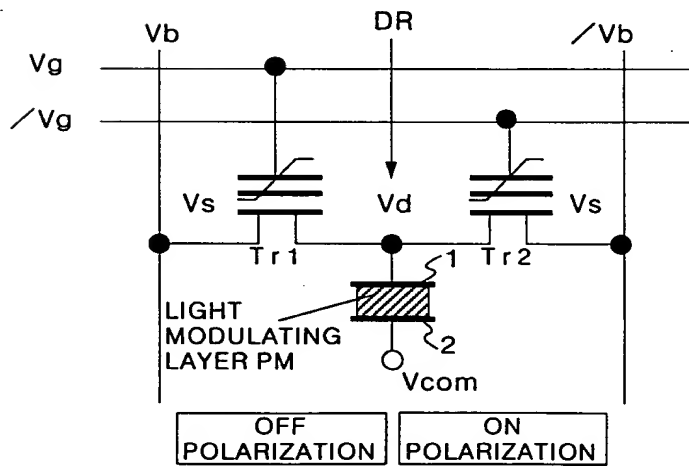 Vb
DR
/Vb
Vg
/Vg
Vs
Vd
Vs
Tr1
1
Tr2
LIGHT
MODULATING
LAYER PM
2
Vcom
OFF
POLARIZATION
ON
POLARIZATION